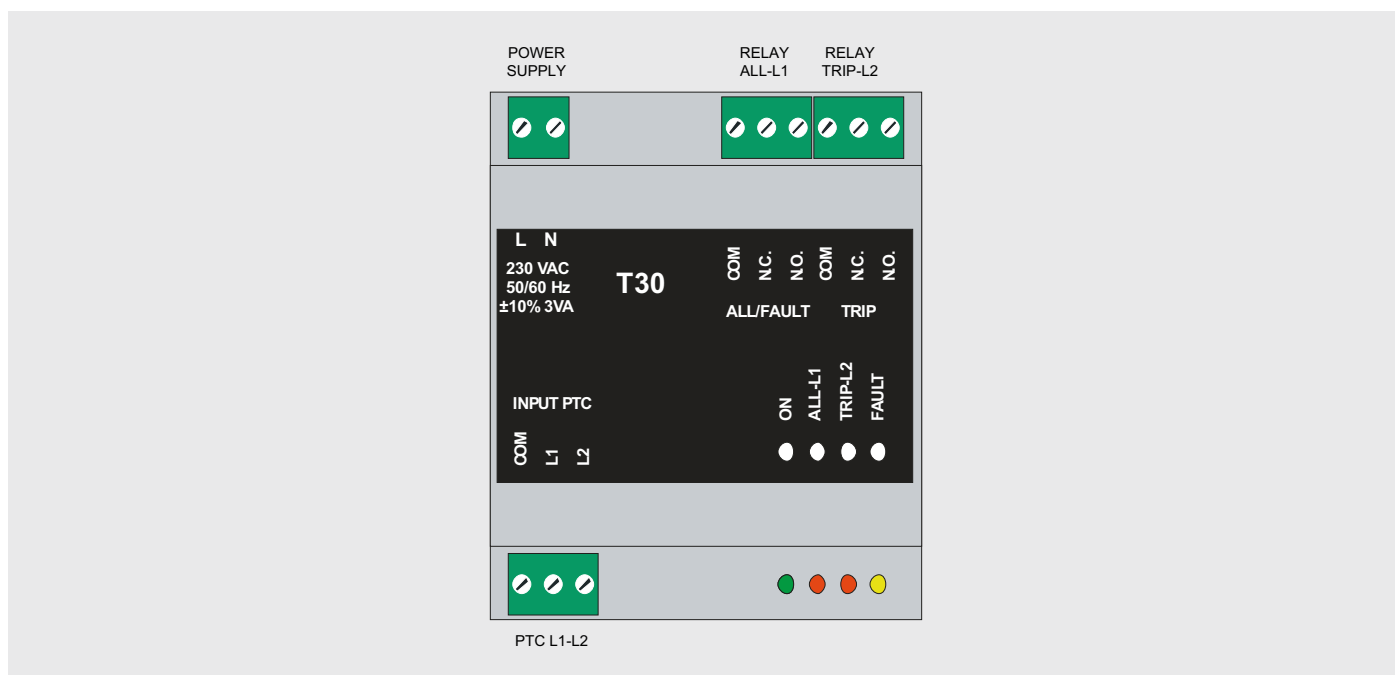 POWER
SUPPLY
RELAY
ALL-L1
RELAY
TRIP-L2
L N
230 VAC
50/60 Hz
±10% 3VA
T30
COM
N.C.
N.O.
COM
N.C.
N.O.
ALL/FAULT
TRIP
INPUT PTC
COM
L1
L2
ON
ALL-L1
TRIP-L2
FAULT
PTC L1-L2